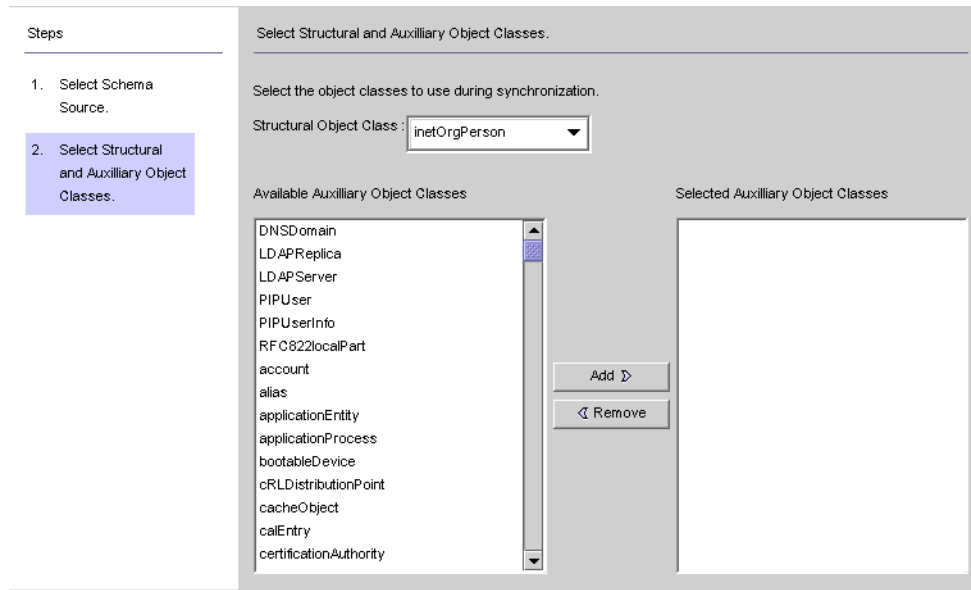 Steps
1. Select Schema
Source.
2. Select Structural
and Auxilliary Object
Classes.
Select Structural and Auxilliary Object Classes.
Select the object classes to use during synchronization.
Structural Object Class : inetOrgPerson
Available Auxilliary Object Classes
DNSDomain
LDAPReplica
LDAPServer
PIPUser
PIPUserInfo
RFC822localPart
account
alias
applicationEntity
applicationProcess
bootableDevice
cRLDistributionPoint
cacheObject
calEntry
certificationAuthority
Add
Remove
Selected Auxilliary Object Classes